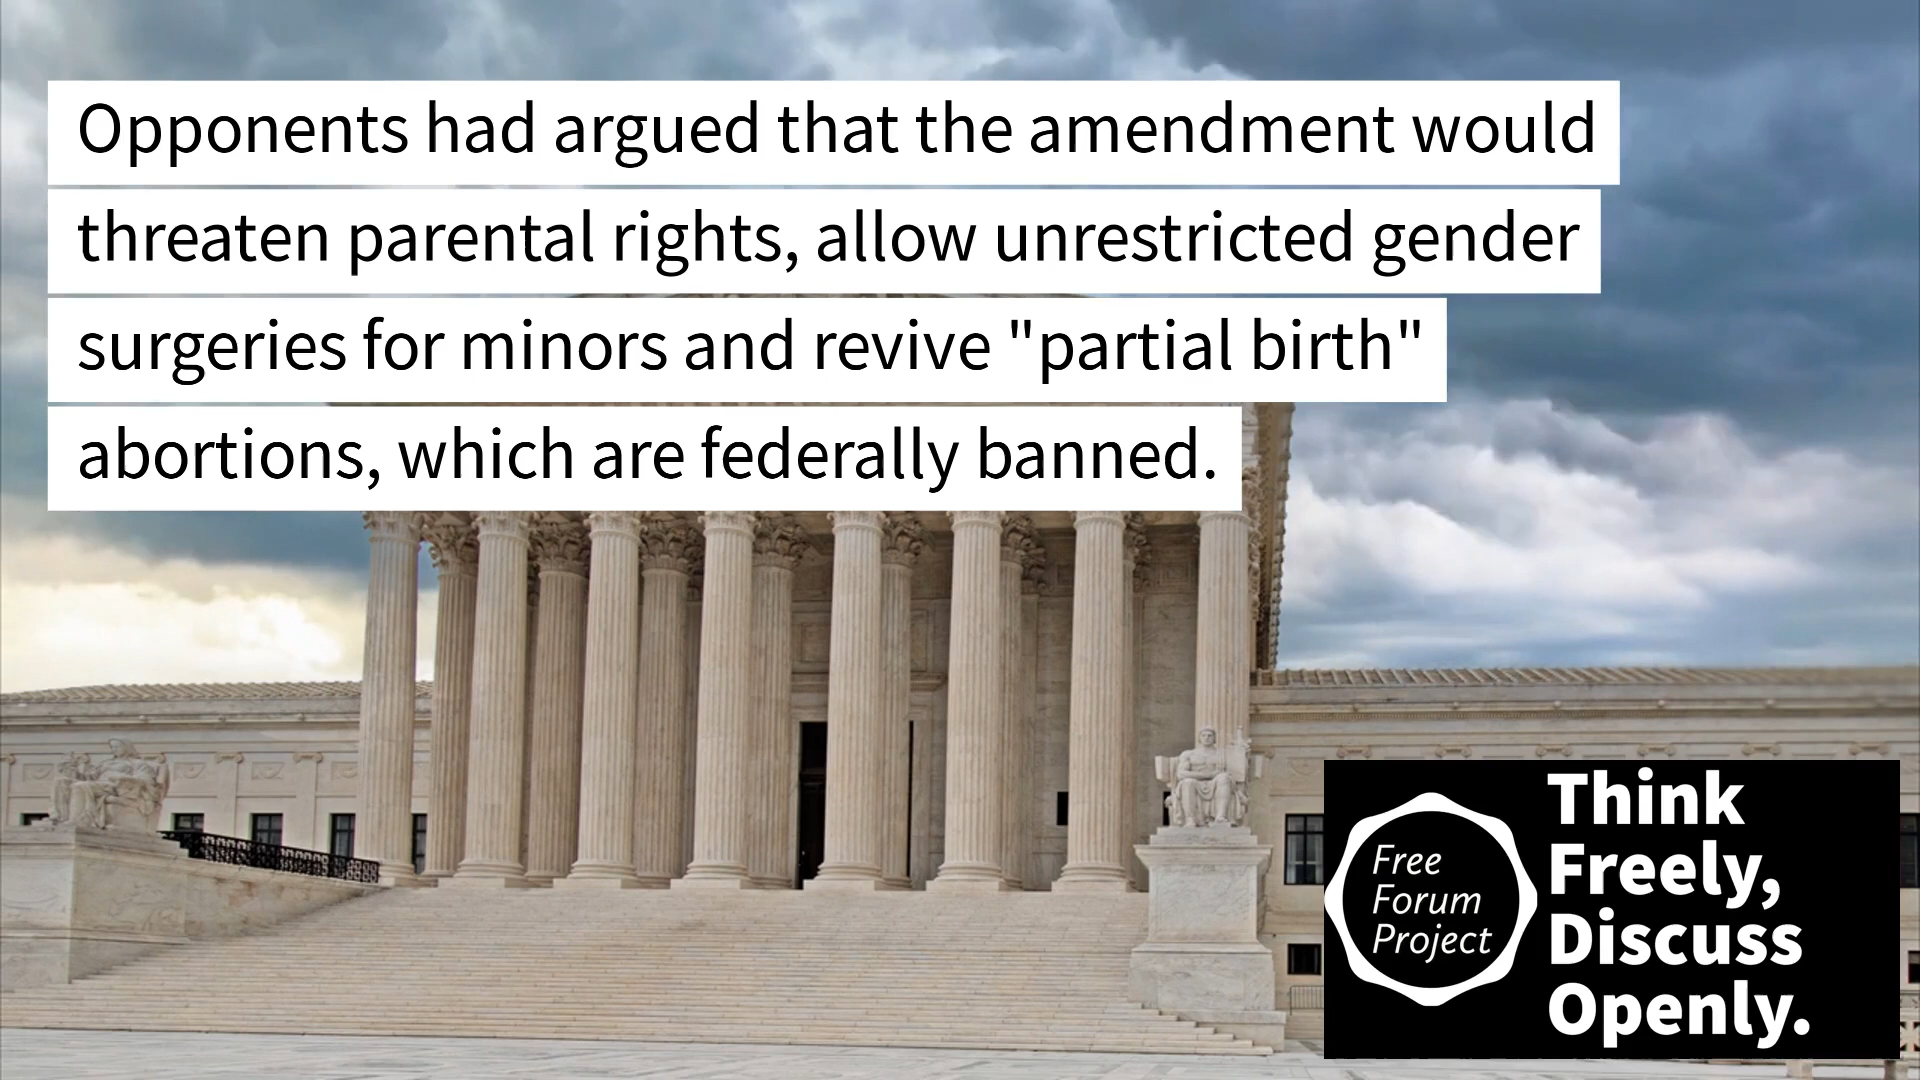 Opponents had argued that the amendment would
threaten parental rights, allow unrestricted gender
surgeries for minors and revive "partial birth"
abortions, which are federally banned.
Free
Forum
Project
Think
Freely,
Discuss
Openly.